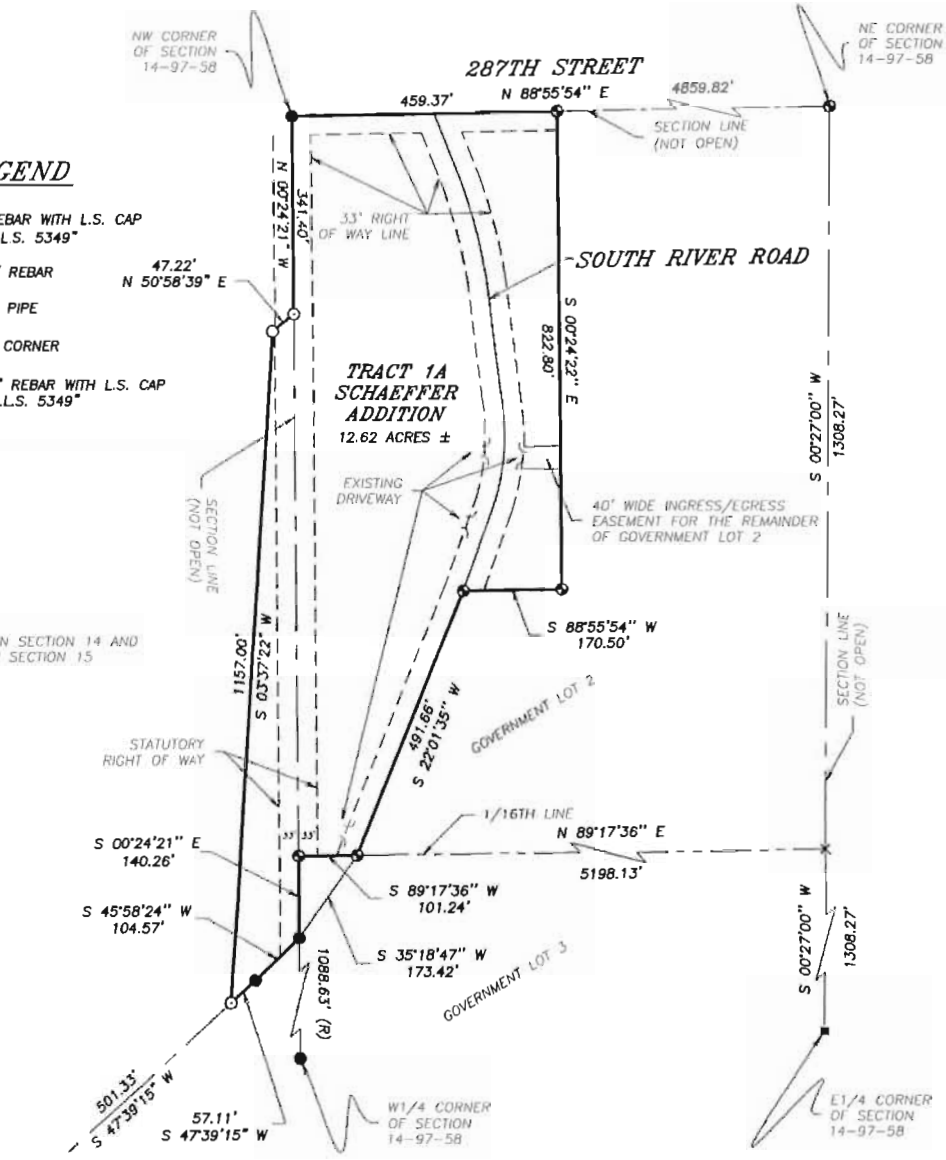 NW CORNER
OF SECTION
14-97-58
NE CORNER
OF SECTION
14-97-58
287TH STREET
459.37'
N 88°55'54" E
4859.82'
SECTION LINE
(NOT OPEN)
GEND
EBAR WITH L.S. CAP
L.S. 5349"
' REBAR
PIPE
CORNER
" REBAR WITH L.S. CAP
L.S. 5349"
N 00°24'21" W
341.40'
33' RIGHT
OF WAY LINE
47.22'
N 50°58'39" E
SOUTH RIVER ROAD
S 00°24'22" E
822.80'
S 00°27'00" W
1308.27'
TRACT 1A
SCHAEFFER
ADDITION
12.62 ACRES ±
EXISTING
DRIVEWAY
SECTION LINE
(NOT OPEN)
40' WIDE INGRESS/EGRESS
EASEMENT FOR THE REMAINDER
OF GOVERNMENT LOT 2
S 88°55'54" W
170.50'
N SECTION 14 AND
SECTION 15
1157.00'
S 03°37'22" W
SECTION LINE
(NOT OPEN)
491.66'
S 22°01'35" W
GOVERNMENT LOT 2
STATUTORY
RIGHT OF WAY
1/16TH LINE
N 89°17'36" E
5198.13'
33' 33'
S 00°24'21" E
140.26'
S 89°17'36" W
101.24'
S 45°58'24" W
104.57'
S 35°18'47" W
173.42'
GOVERNMENT LOT 3
1088.63' (R)
S 00°27'00" W
1308.27'
501.33'
S 47°39'15" W
57.11'
S 47°39'15" W
W1/4 CORNER
OF SECTION
14-97-58
E1/4 CORNER
OF SECTION
14-97-58